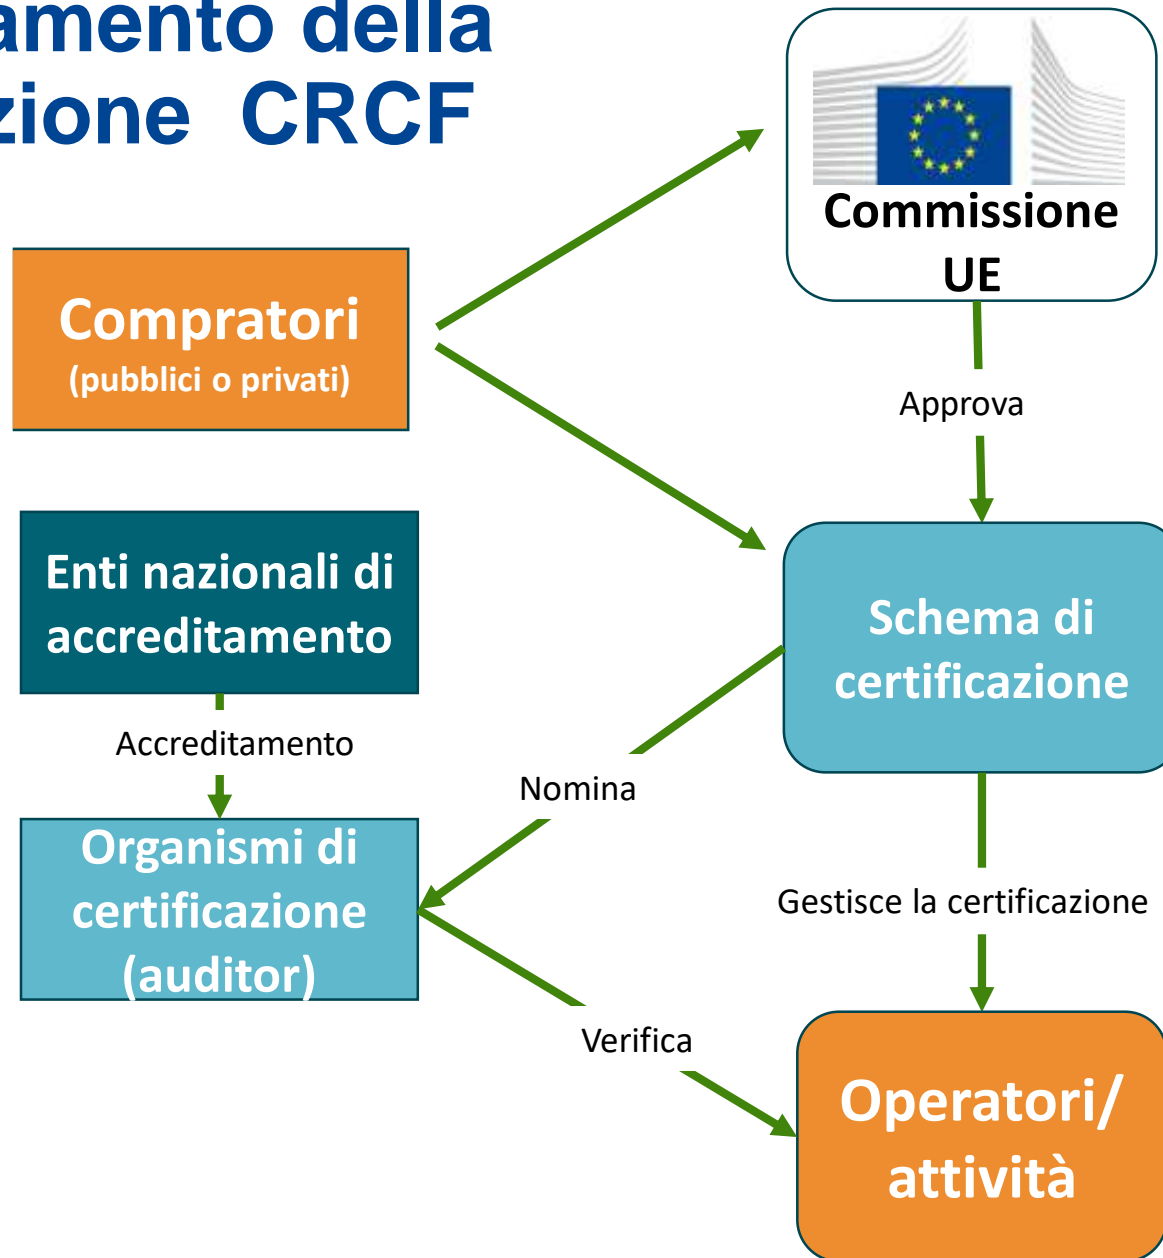 amento della
zione CRCF
Commissione
UE
Compratori
(pubblici o privati)
Approva
Enti nazionali di
accreditamento
Schema di
certificazione
Accreditamento
Nomina
Organismi di
certificazione
(auditor)
Gestisce la certificazione
Verifica
Operatori/
attività